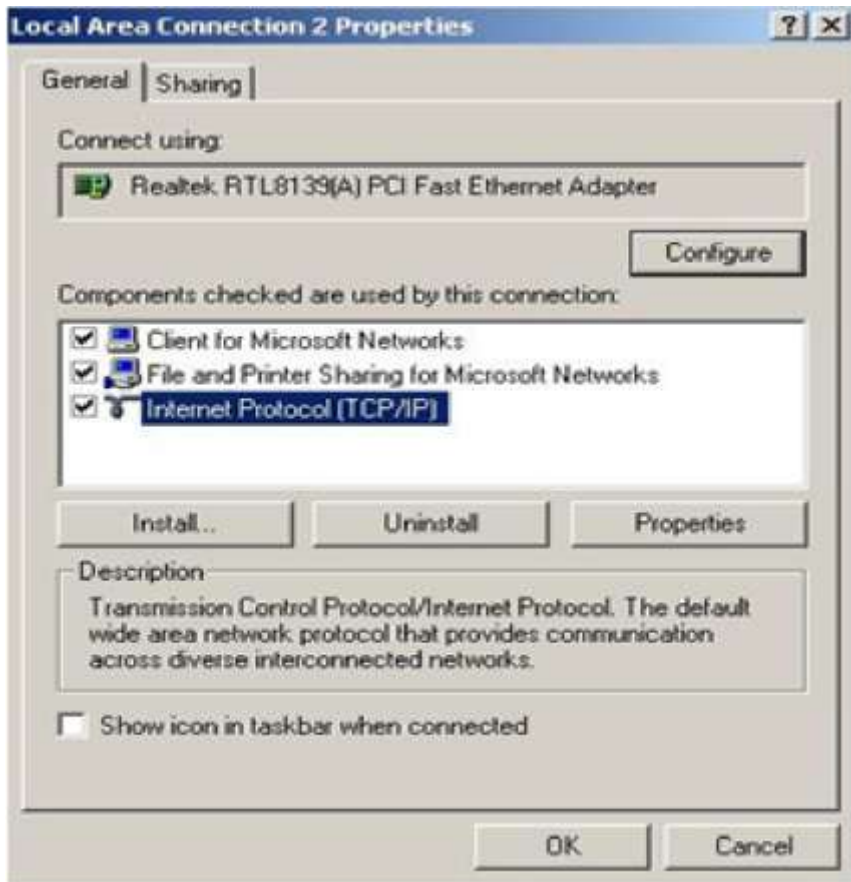 Local Area Connection 2 Properties
General
Sharing
Connect using:
Realtek RTL8139(A) PCI Fast Ethernet Adapter
Configure
Components checked are used by this connection:
Client for Microsoft Networks
File and Printer Sharing for Microsoft Networks
Internet Protocol (TCP/IP)
Install...
Uninstall
Properties
Description
Transmission Control Protocol/Internet Protocol. The default
wide area network protocol that provides communication
across diverse interconnected networks.
Show icon in taskbar when connected
OK
Cancel